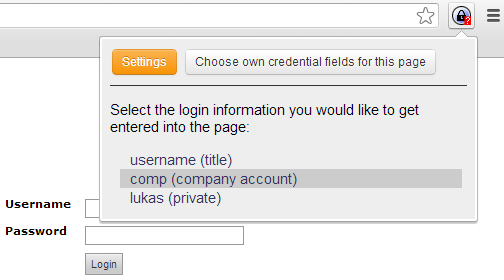 Settings
Choose own credential fields for this page
Select the login information you would like to get
entered into the page:
username (title)
comp (company account)
lukas (private)
Username
Password
Login